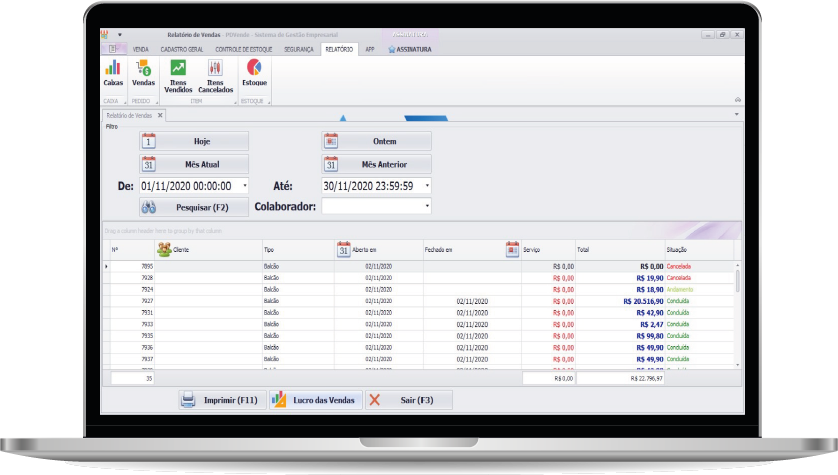 Relatório de Vendas - PDVende - Sistema de Gestão Empresarial
VENDA CADASTRO GERAL CONTROLE DE ESTOQUE SEGURANÇA RELATÓRIO APP ASSINATURA
Caixas Vendas Itens Vendidos Itens Cancelados Estoque
CAIXA PEDIDO ITEM ESTOQUE
Relatório de Vendas
Filtro
1 Hoje Ontem
31 Mês Atual 31 Mês Anterior
De: 01/11/2020 00:00:00 Até: 30/11/2020 23:59:59
Pesquisar (F2) Colaborador:
Drag a column header here to group by that column
Nº Cliente Tipo 31 Aberto em Fechado em Serviço Total Situação
7895 Balcão 02/11/2020 R$ 0,00 R$ 0,00 Cancelada
7928 Balcão 02/11/2020 R$ 0,00 R$ 19,90 Cancelada
7924 Balcão 02/11/2020 R$ 0,00 R$ 18,90 Andamento
7927 Balcão 02/11/2020 02/11/2020 R$ 0,00 R$ 20.516,90 Concluída
7931 Balcão 02/11/2020 02/11/2020 R$ 0,00 R$ 42,90 Concluída
7933 Balcão 02/11/2020 02/11/2020 R$ 0,00 R$ 2,47 Concluída
7935 Balcão 02/11/2020 02/11/2020 R$ 0,00 R$ 99,80 Concluída
7936 Balcão 02/11/2020 02/11/2020 R$ 0,00 R$ 49,90 Concluída
7937 Balcão 02/11/2020 02/11/2020 R$ 0,00 R$ 49,90 Concluída
35 R$ 0,00 R$ 22.796,97
Imprimir (F11) Lucro das Vendas Sair (F3)